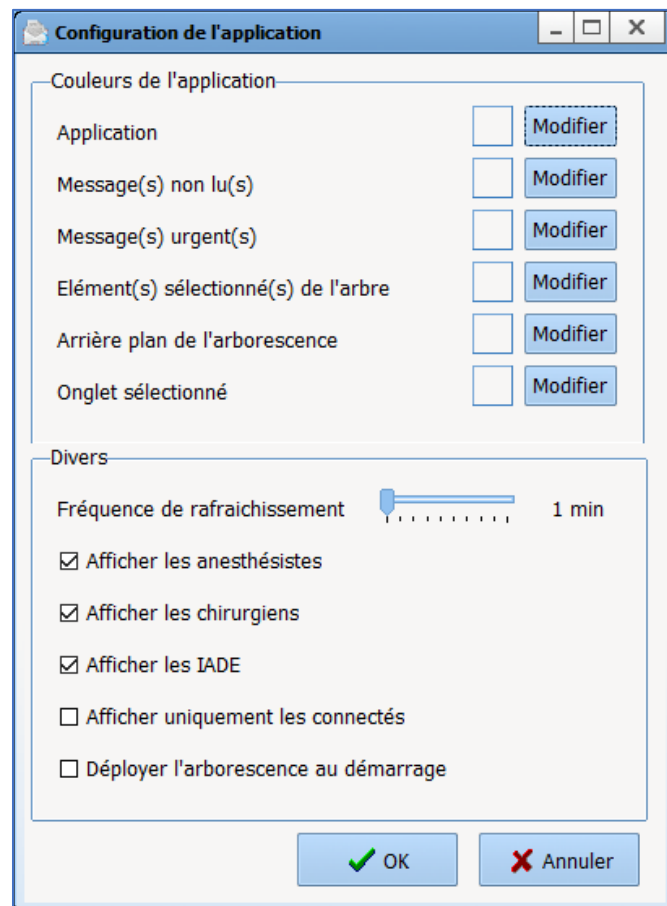 Configuration de l'application
Couleurs de l'application
Application Modifier
Message(s) non lu(s) Modifier
Message(s) urgent(s) Modifier
Elément(s) sélectionné(s) de l'arbre Modifier
Arrière plan de l'arborescence Modifier
Onglet sélectionné Modifier
Divers
Fréquence de rafraichissement 1 min
Afficher les anesthésistes
Afficher les chirurgiens
Afficher les IADE
Afficher uniquement les connectés
Déployer l'arborescence au démarrage
OK Annuler